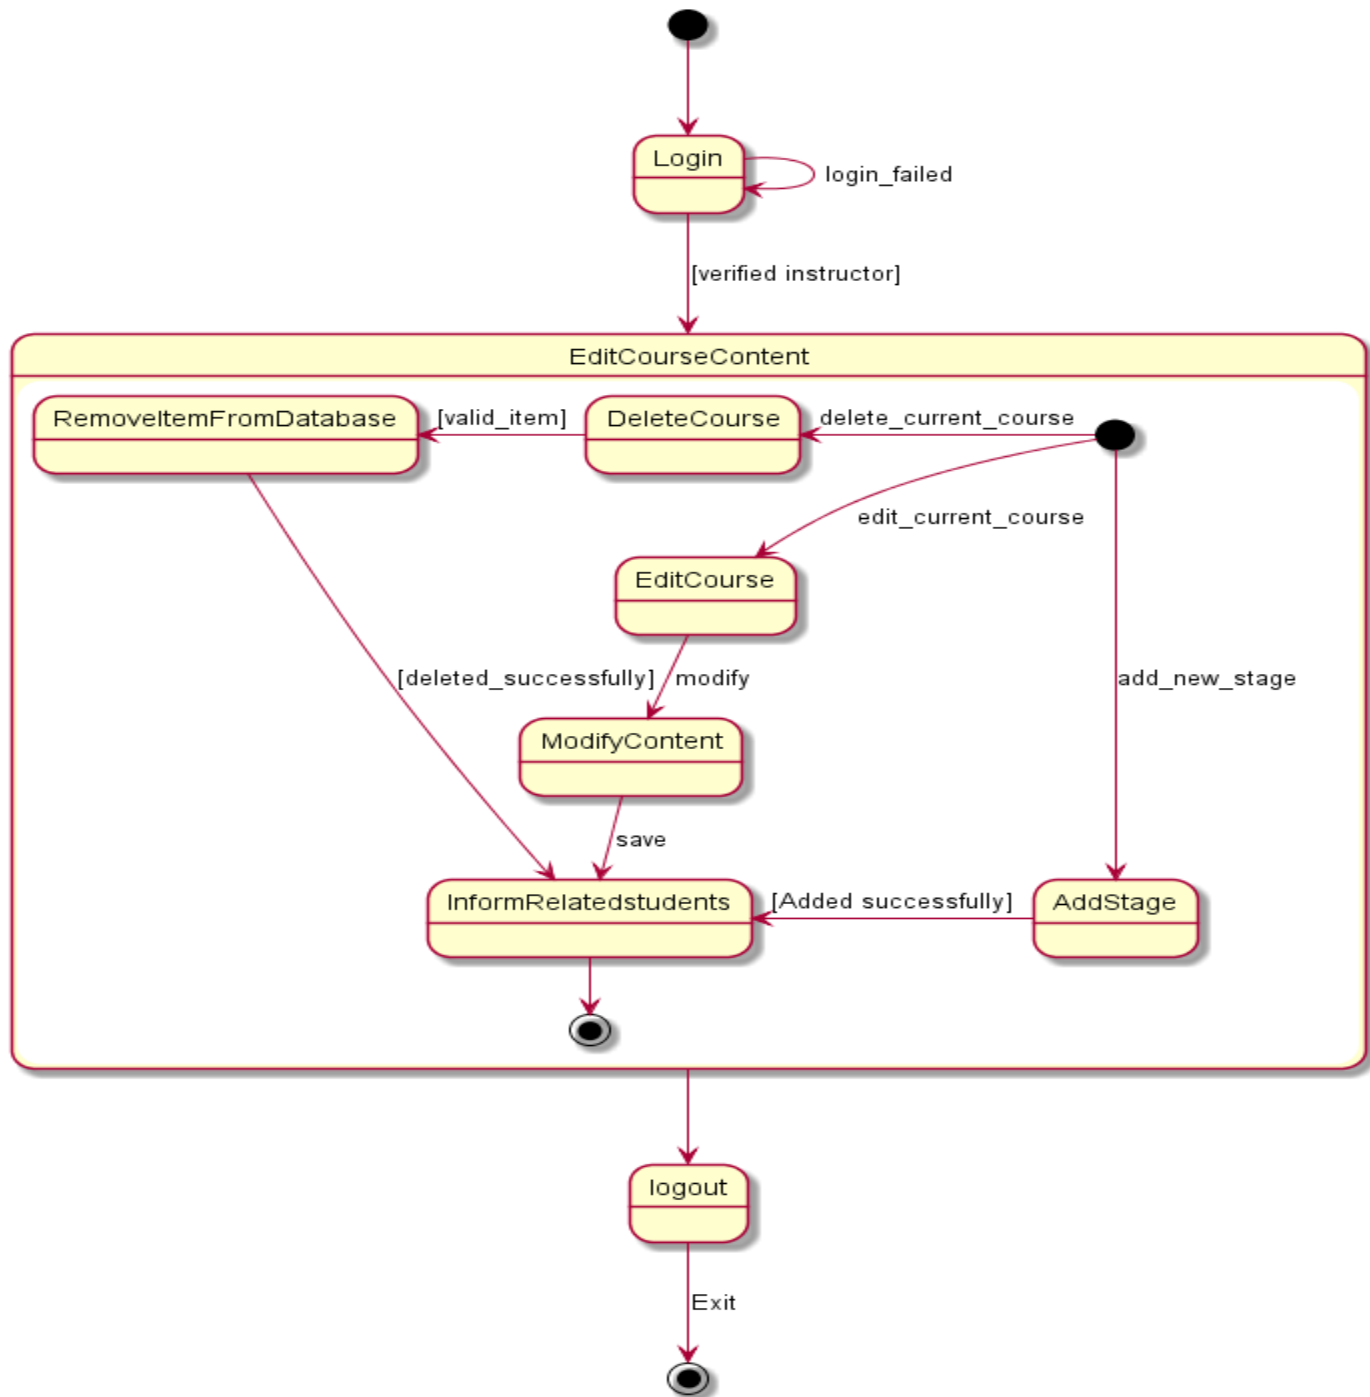 Login
login_failed
[verified instructor]
EditCourseContent
RemoveItemFromDatabase
[valid_item]
DeleteCourse
delete_current_course
edit_current_course
EditCourse
[deleted_successfully]
modify
add_new_stage
ModifyContent
save
InformRelatedstudents
[Added successfully]
AddStage
logout
Exit